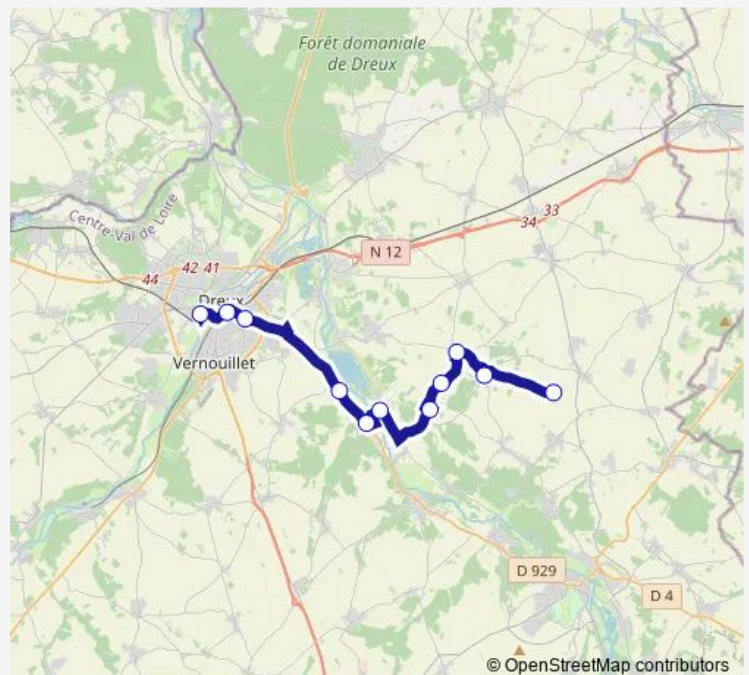 Forêt domaniale
de Dreux
Centre-Val de Loire
33
34
N 12
42 41
44
Dreux
Vernouillet
D 929
D 4
© OpenStreetMap contributors